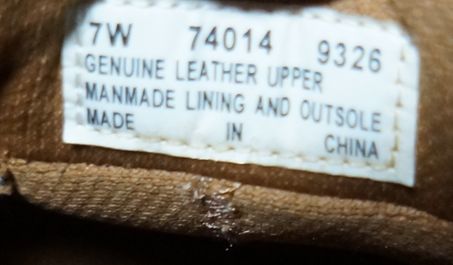 7W 74014 9326
GENUINE LEATHER UPPER
MANMADE LINING AND OUTSOLE
MADE IN CHINA